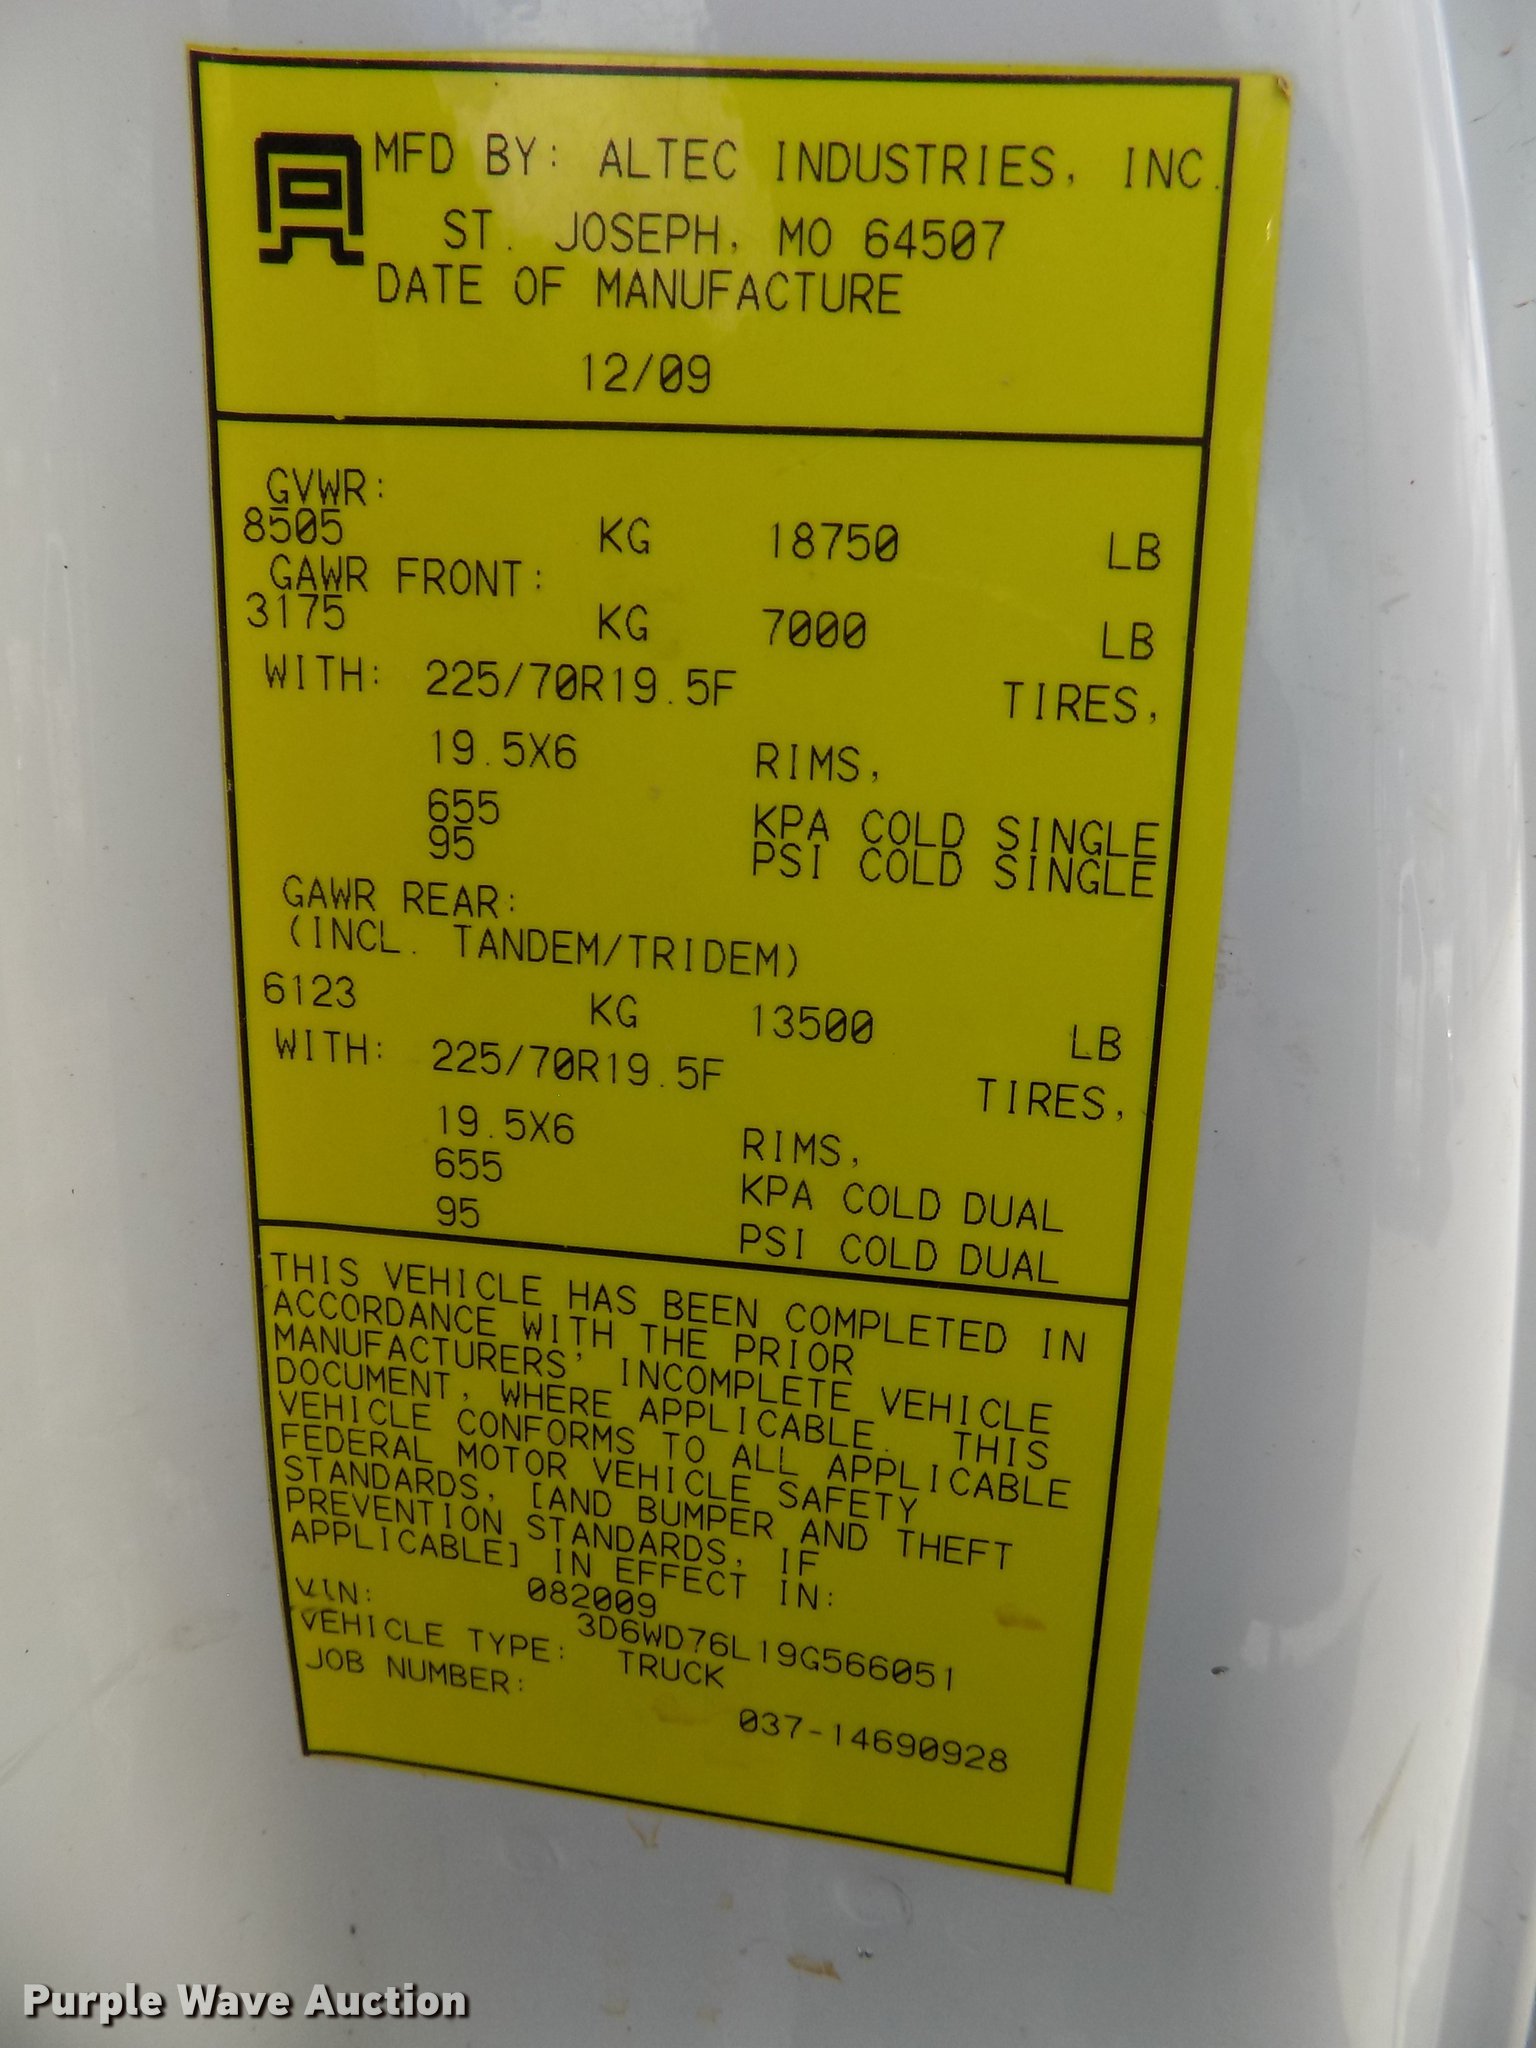 MFD BY: ALTEC INDUSTRIES, INC.
ST. JOSEPH, MO 64507
DATE OF MANUFACTURE
12/09
GVWR:
8505 KG 18750 LB
GAWR FRONT:
3175 KG 7000 LB
WITH: 225/70R19.5F TIRES,
19.5X6 RIMS,
655 KPA COLD SINGLE
95 PSI COLD SINGLE
GAWR REAR:
(INCL. TANDEM/TRIDEM)
6123 KG 13500 LB
WITH: 225/70R19.5F TIRES,
19.5X6 RIMS,
655 KPA COLD DUAL
95 PSI COLD DUAL
THIS VEHICLE HAS BEEN COMPLETED IN
ACCORDANCE WITH THE PRIOR
MANUFACTURERS' INCOMPLETE VEHICLE
DOCUMENT, WHERE APPLICABLE. THIS
VEHICLE CONFORMS TO ALL APPLICABLE
FEDERAL MOTOR VEHICLE SAFETY
STANDARDS, [AND BUMPER AND THEFT
PREVENTION STANDARDS, IF
APPLICABLE] IN EFFECT IN:
082009
VIN: 3D6WD76L19G566051
VEHICLE TYPE: TRUCK
JOB NUMBER:
037-14690928
Purple Wave Auction